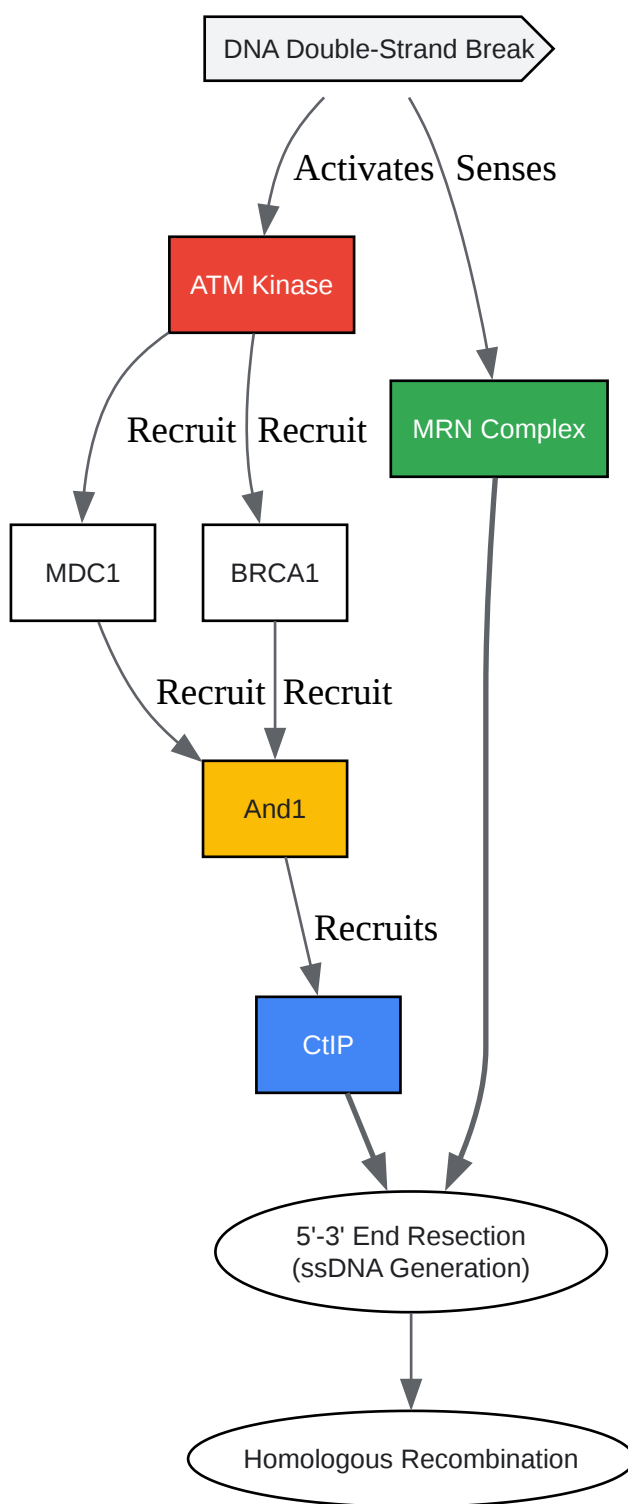 DNA Double-Strand Break
Activates
Senses
ATM Kinase
MRN Complex
Recruit
Recruit
MDC1
BRCA1
Recruit
Recruit
And1
Recruits
CtIP
5'-3' End Resection
(ssDNA Generation)
Homologous Recombination